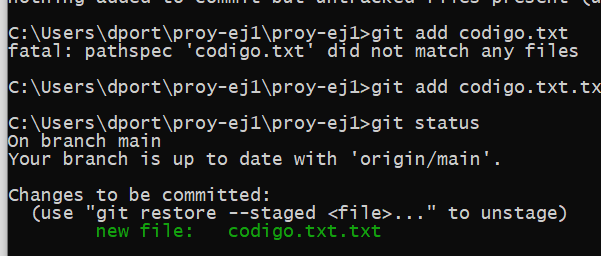 nothing added to commit but untracked files present (u
C:\Users\dport\proy-ej1\proy-ej1>git add codigo.txt
fatal: pathspec 'codigo.txt' did not match any files
C:\Users\dport\proy-ej1\proy-ej1>git add codigo.txt.tx
C:\Users\dport\proy-ej1\proy-ej1>git status
On branch main
Your branch is up to date with 'origin/main'.
Changes to be committed:
(use "git restore --staged <file>..." to unstage)
new file:   codigo.txt.txt